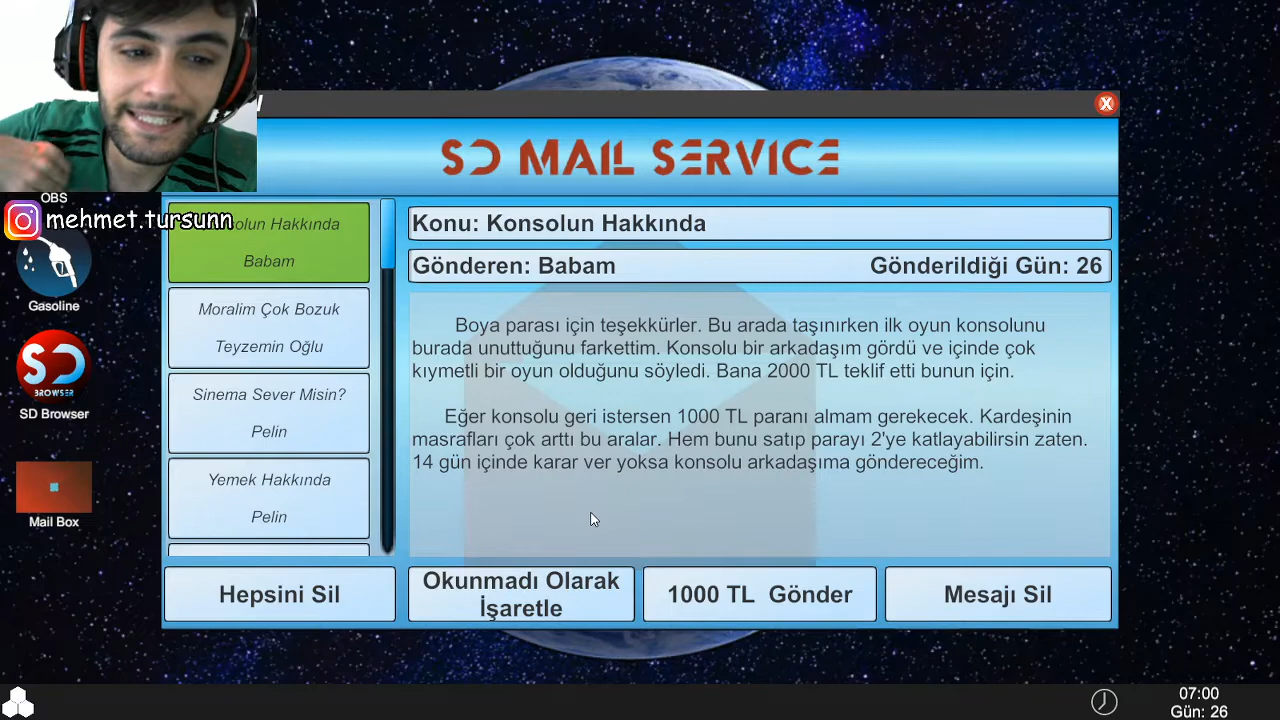 SD MAIL SERVICE
OBS
mehmet.tursunn
Gasoline
SD
BROWSER
SD Browser
Mail Box
Hakkında
Babam
Moralim Çok Bozuk
Teyzemin Oğlu
Sinema Sever Misin?
Pelin
Yemek Hakkında
Pelin
Konu: Konsolun Hakkında
Gönderen: Babam Gönderildiği Gün: 26
Boya parası için teşekkürler. Bu arada taşınırken ilk oyun konsolunu
burada unuttuğunu farkettim. Konsolu bir arkadaşım gördü ve içinde çok
kıymetli bir oyun olduğunu söyledi. Bana 2000 TL teklif etti bunun için.
Eğer konsolu geri istersen 1000 TL paranı almam gerekecek. Kardeşinin
masrafları çok arttı bu aralar. Hem bunu satıp parayı 2'ye katlayabilirsin zaten.
14 gün içinde karar ver yoksa konsolu arkadaşıma göndereceğim.
Hepsini Sil
Okunmadı Olarak
İşaretle
1000 TL Gönder
Mesajı Sil
07:00
Gün: 26